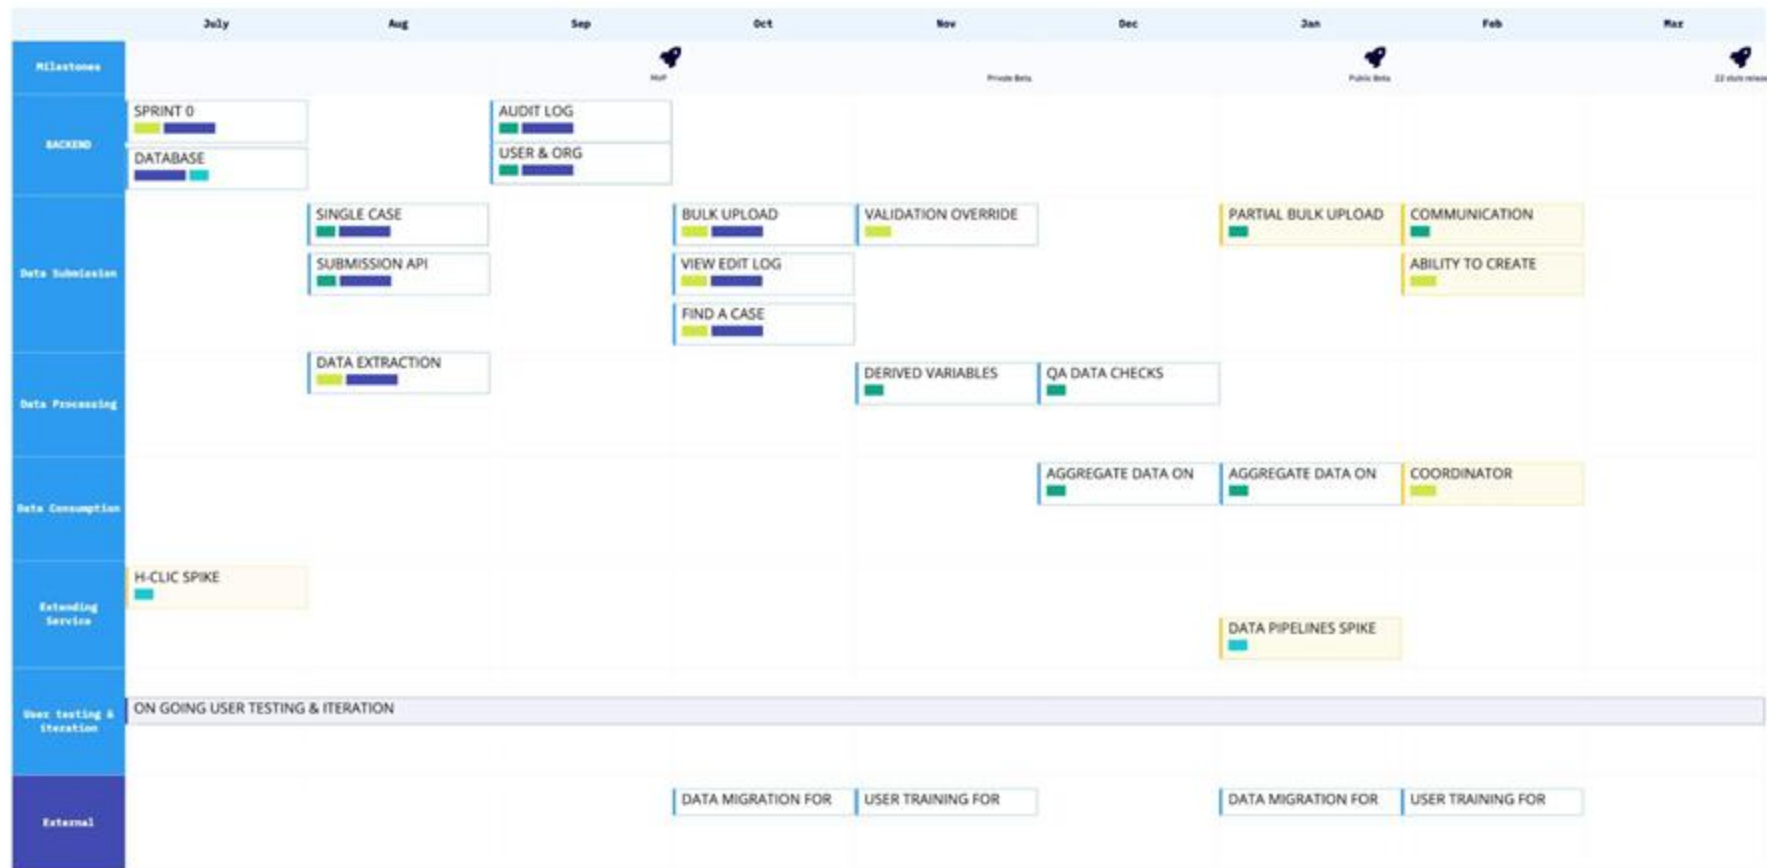 July Aug Sep Oct Nov Dec Jan Feb Mar
Milestones
MVP Private Beta Public Beta
BACKEND
SPRINT 0 AUDIT LOG
DATABASE USER & ORG
Data Submission
SINGLE CASE BULK UPLOAD VALIDATION OVERRIDE PARTIAL BULK UPLOAD COMMUNICATION
SUBMISSION API VIEW EDIT LOG ABILITY TO CREATE
FIND A CASE
Data Processing
DATA EXTRACTION DERIVED VARIABLES QA DATA CHECKS
Data Consumption
AGGREGATE DATA ON AGGREGATE DATA ON COORDINATOR
Extending
Service
H-CLIC SPIKE
DATA PIPELINES SPIKE
User testing &
iteration
ON GOING USER TESTING & ITERATION
External
DATA MIGRATION FOR USER TRAINING FOR DATA MIGRATION FOR USER TRAINING FOR